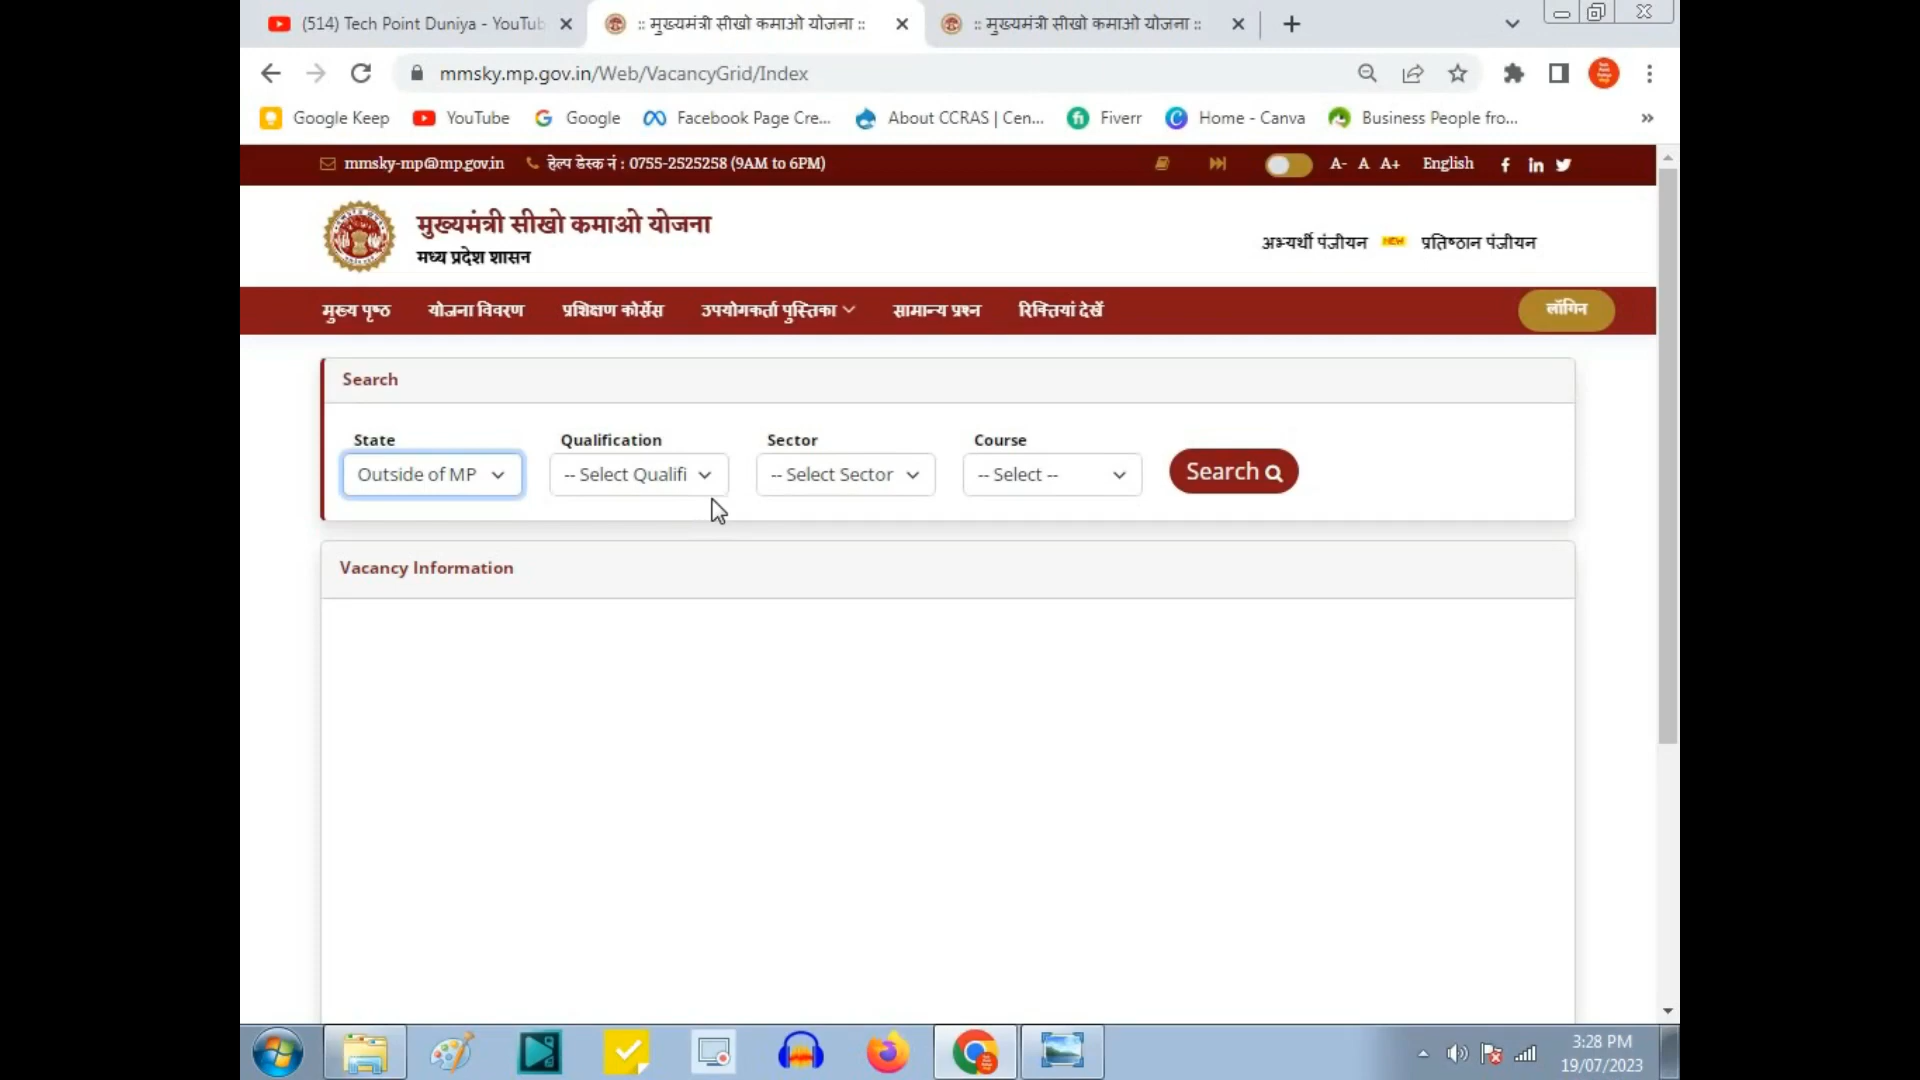 (514) Tech Point Duniya - YouTub
:: मुख्यमंत्री सीखो कमाओ योजना ::
:: मुख्यमंत्री सीखो कमाओ योजना ::
mmsky.mp.gov.in/Web/VacancyGrid/Index
Google Keep YouTube Google Facebook Page Cre... About CCRAS | Cen... Fiverr Home - Canva Business People fro... »
mmsky-mp@mp.gov.in हेल्प डेस्क नं : 0755-2525258 (9AM to 6PM) A- A A+ English
मुख्यमंत्री सीखो कमाओ योजना
मध्य प्रदेश शासन
अभ्यर्थी पंजीयन NEW प्रतिष्ठान पंजीयन
मुख्य पृष्ठ योजना विवरण प्रशिक्षण कोर्सेस उपयोगकर्ता पुस्तिका सामान्य प्रश्न रिक्तियां देखें लॉगिन
Search
State Qualification Sector Course
Outside of MP -- Select Qualifi -- Select Sector -- Select -- Search
Vacancy Information
3:28 PM
19/07/2023